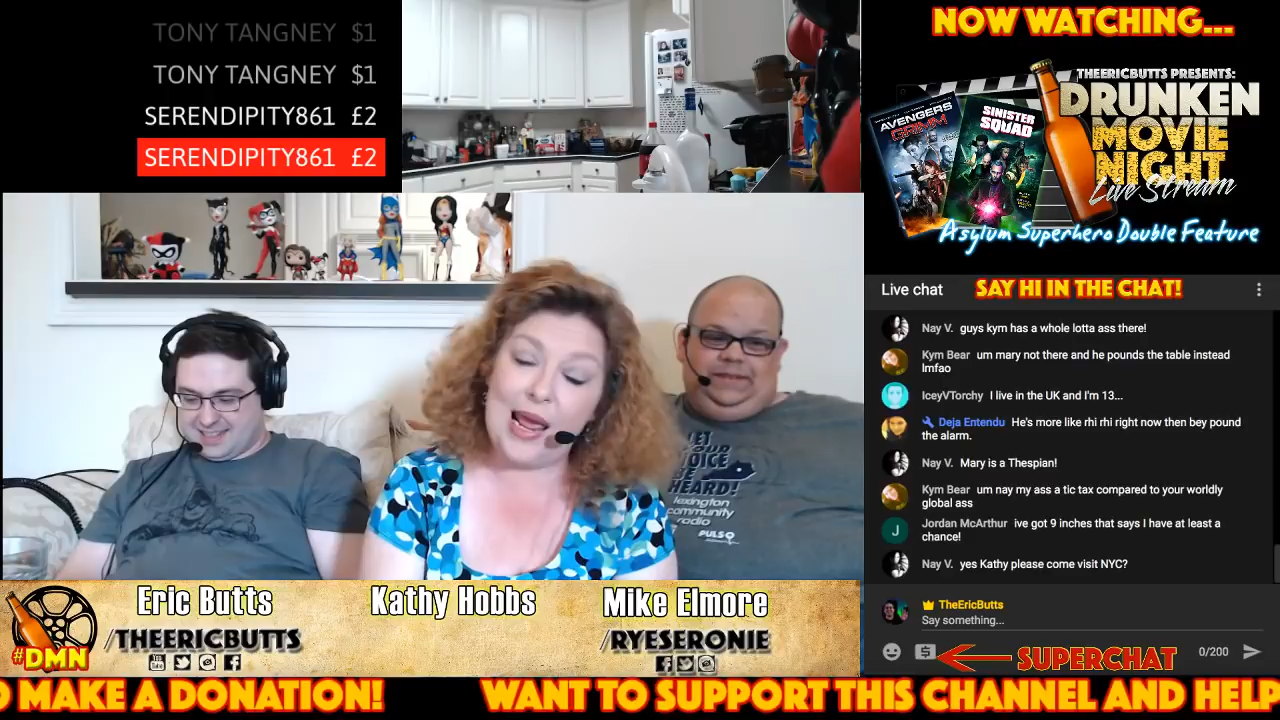 TONY TANGNEY $1
TONY TANGNEY $1
SERENDIPITY861 £2
SERENDIPITY861 £2
NOW WATCHING...
THEERICBUTTS PRESENTS:
DRUNKEN
MOVIE
NIGHT
Live Stream
AVENGERS
GRIMM
SINISTER
SQUAD
Asylum Superhero Double Feature
Live chat
SAY HI IN THE CHAT!
Nay V. guys kym has a whole lotta ass there!
Kym Bear um mary not there and he pounds the table instead
lmfao
IceyVTorchy I live in the UK and I'm 13...
Deja Entendu He's more like rhi rhi right now then bey pound
the alarm.
Nay V. Mary is a Thespian!
Kym Bear um nay my ass a tic tax compared to your worldly
global ass
J
Jordan McArthur ive got 9 inches that says I have at least a
chance!
Nay V. yes Kathy please come visit NYC?
TheEricButts
Say something...
SUPERCHAT
0/200
HEARD!
lexington
community
radio
PULSO
Eric Butts
Kathy Hobbs
Mike Elmore
/THEERICBUTTS
/RYESERONIE
#DMN
O MAKE A DONATION! WANT TO SUPPORT THIS CHANNEL AND HELP